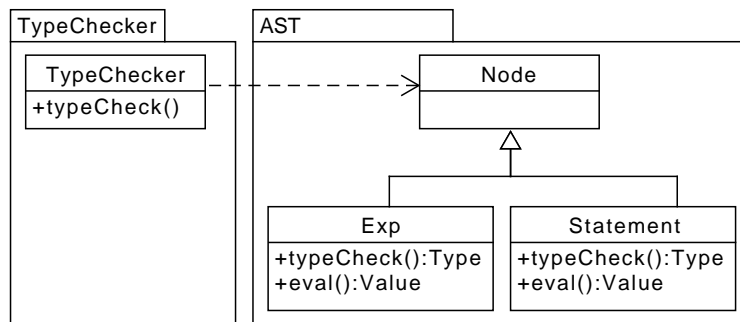 TypeChecker
AST
TypeChecker
+typeCheck()
Node
Exp
+typeCheck():Type
+eval():Value
Statement
+typeCheck():Type
+eval():Value